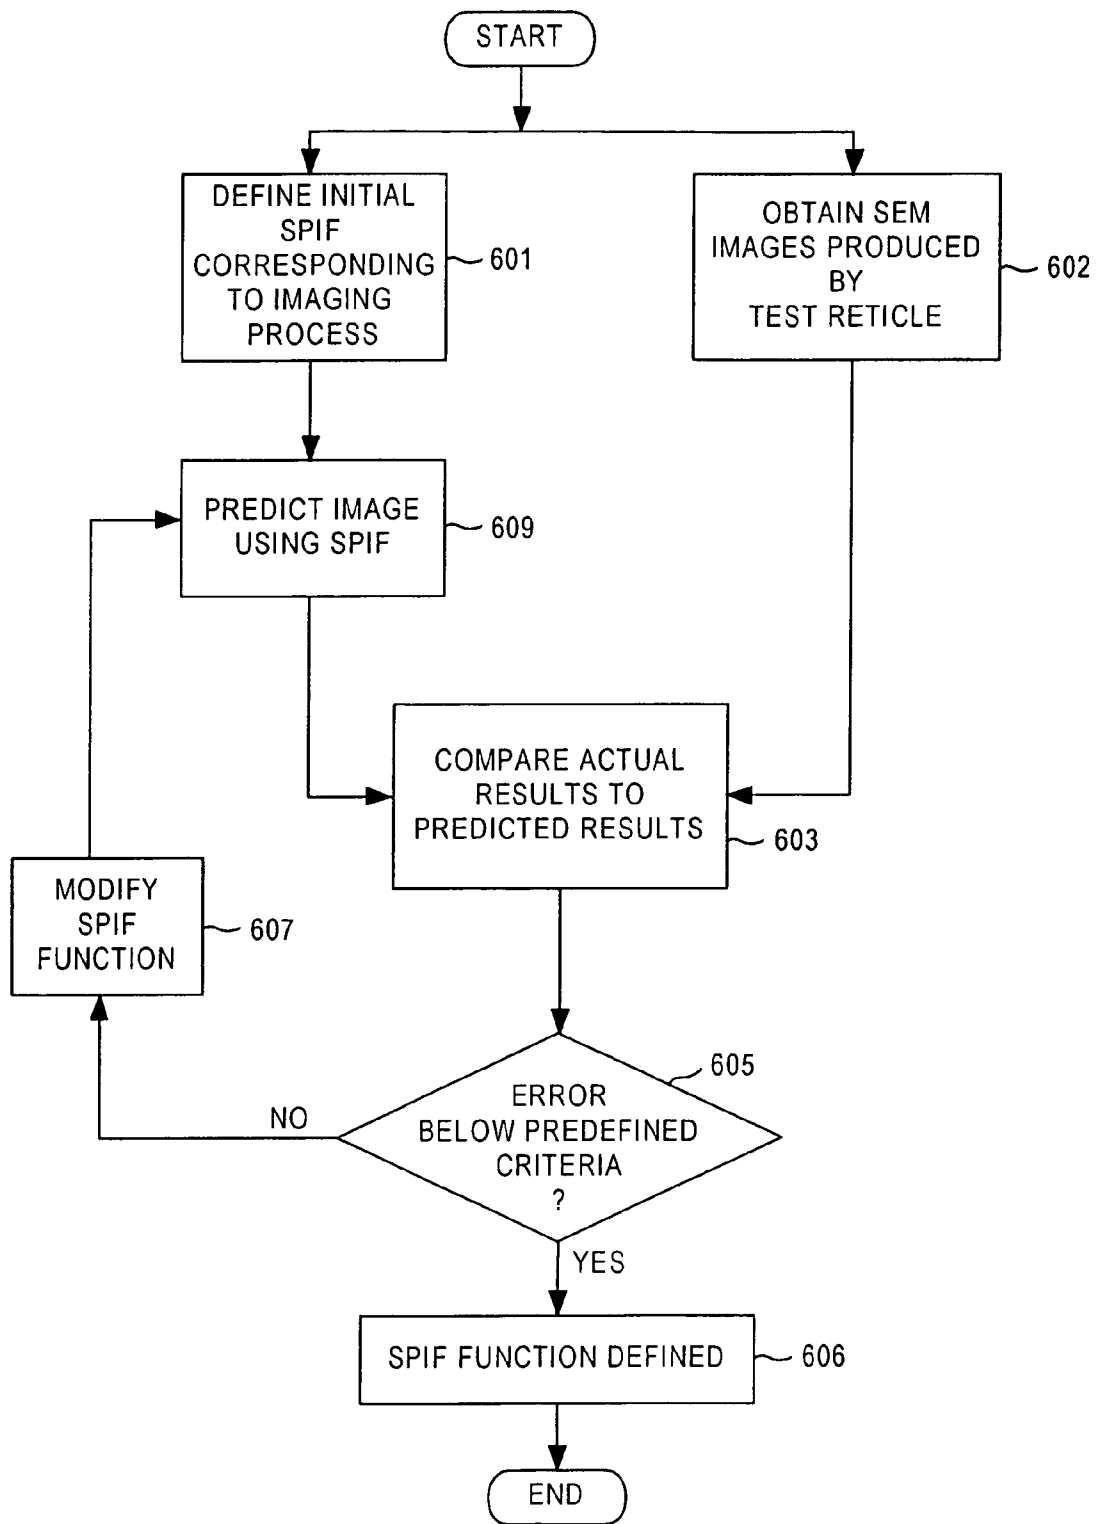 START
DEFINE INITIAL
SPIF
CORRESPONDING
TO IMAGING
PROCESS
601
OBTAIN SEM
IMAGES PRODUCED
BY
TEST RETICLE
602
PREDICT IMAGE
USING SPIF
609
COMPARE ACTUAL
RESULTS TO
PREDICTED RESULTS
603
MODIFY
SPIF
FUNCTION
607
ERROR
BELOW PREDEFINED
CRITERIA
?
605
NO
YES
SPIF FUNCTION DEFINED
606
END